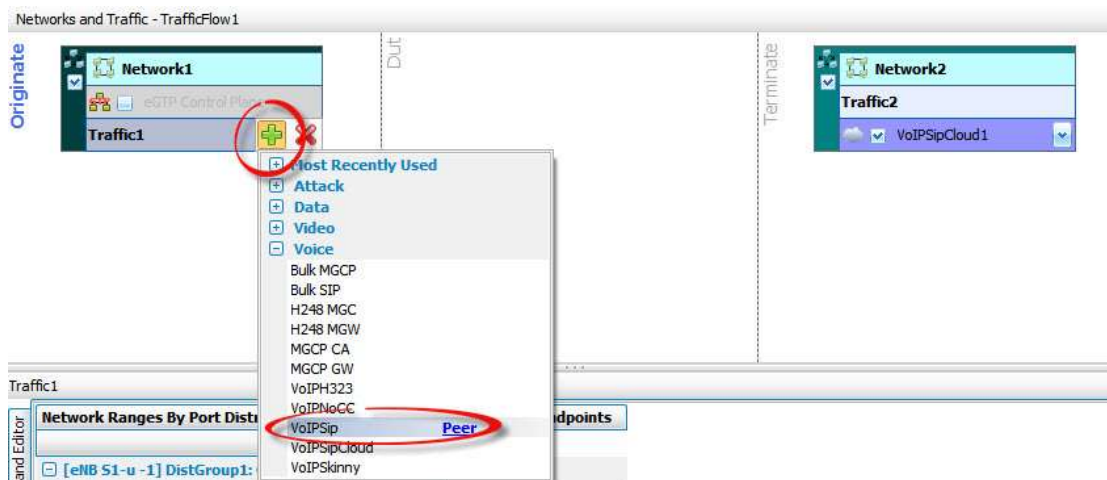 Networks and Traffic - TrafficFlow1
Originate
Network1
eGTP Control Plane
Traffic1
Dut
Terminate
Network2
Traffic2
VoIPSipCloud1
Most Recently Used
Attack
Data
Video
Voice
Bulk MGCP
Bulk SIP
H248 MGC
H248 MGW
MGCP CA
MGCP GW
VoIPH323
VoIPNoCC
VoIPSip Peer
VoIPSipCloud
VoIPSkinny
Traffic1
and Editor
Network Ranges By Port Distr
dpoints
[eNB S1-u -1] DistGroup1: